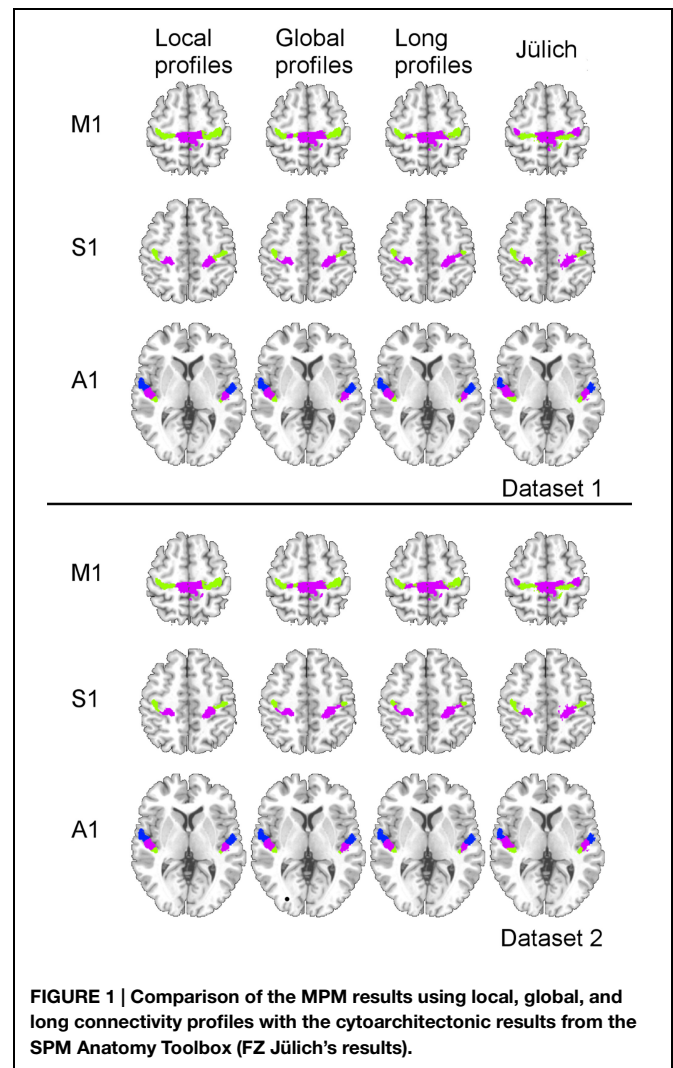 Local profiles
Global profiles
Long profiles
Jülich
M1
S1
A1
Dataset 1
M1
S1
A1
Dataset 2
FIGURE 1 | Comparison of the MPM results using local, global, and
long connectivity profiles with the cytoarchitectonic results from the
SPM Anatomy Toolbox (FZ Jülich's results).